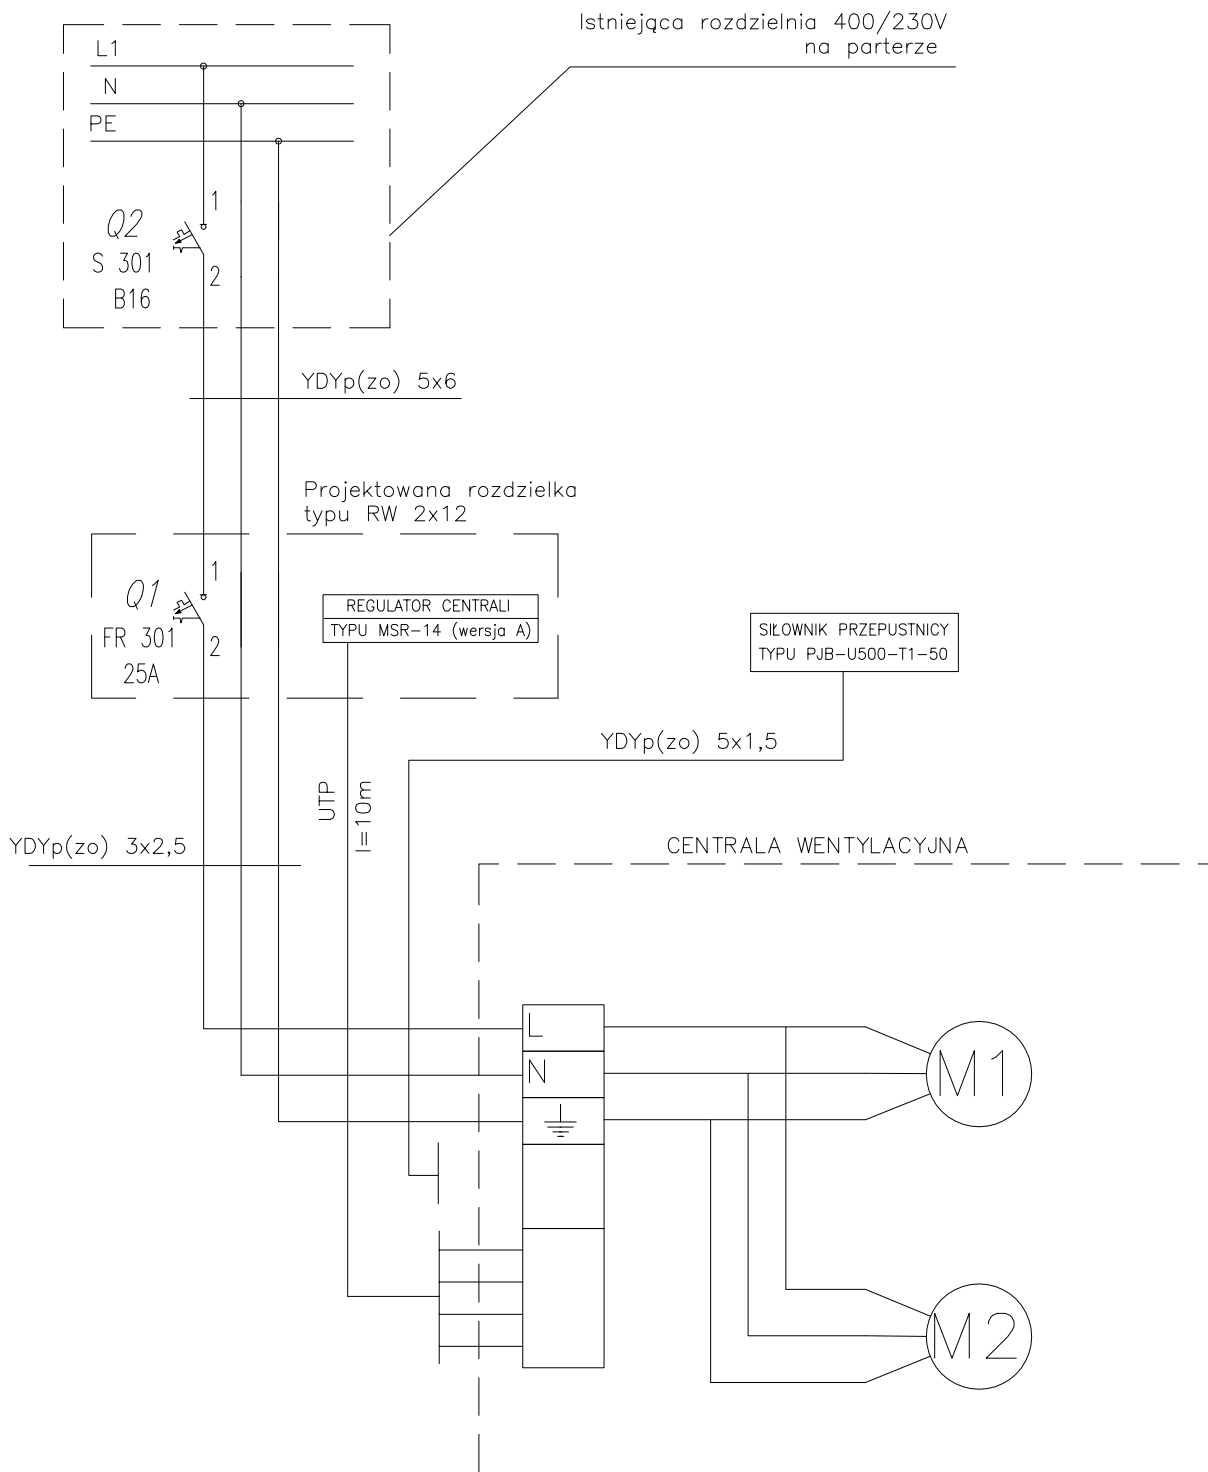 Istniejąca rozdzielnia 400/230V
na parterze
L1
N
PE
1
Q2
S 301
B16
2
YDYp(zo) 5x6
Projektowana rozdzielka
typu RW 2x12
1
Q1
FR 301
25A
2
REGULATOR CENTRALI
TYPU MSR-14 (wersja A)
SIŁOWNIK PRZEPUSTNICY
TYPU PJB-U500-T1-50
YDYp(zo) 5x1,5
UTP
l=10m
YDYp(zo) 3x2,5
CENTRALA WENTYLACYJNA
L
N
M1
M2